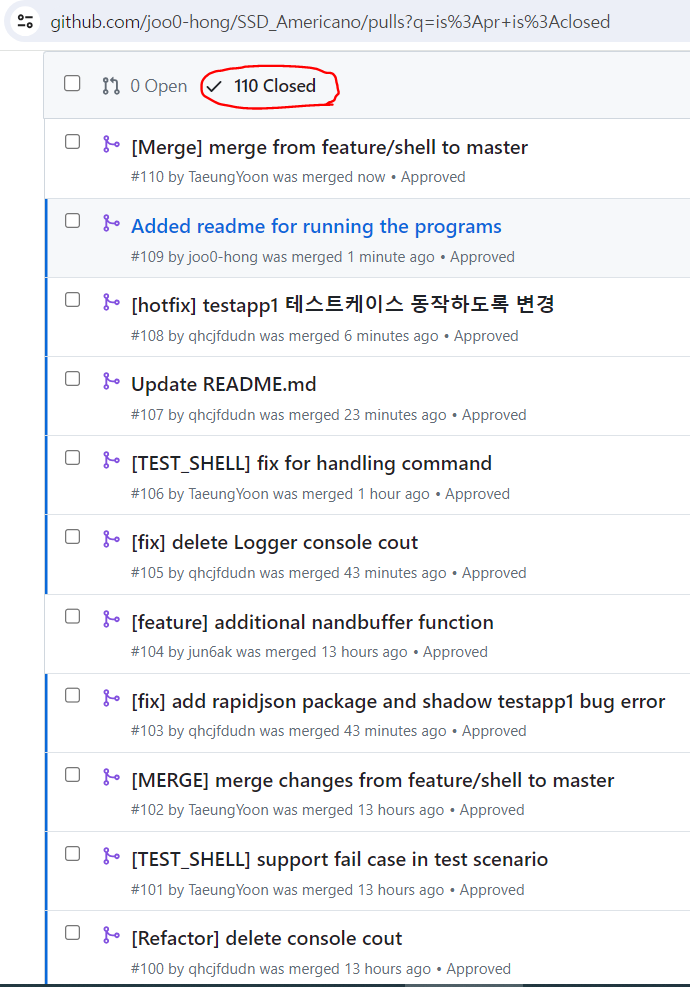 github.com/joo0-hong/SSD_Americano/pulls?q=is%3Apr+is%3Aclosed
0 Open 110 Closed
[Merge] merge from feature/shell to master
#110 by TaeungYoon was merged now • Approved
Added readme for running the programs
#109 by joo0-hong was merged 1 minute ago • Approved
[hotfix] testapp1 테스트케이스 동작하도록 변경
#108 by qhcjfdudn was merged 6 minutes ago • Approved
Update README.md
#107 by qhcjfdudn was merged 23 minutes ago • Approved
[TEST_SHELL] fix for handling command
#106 by TaeungYoon was merged 1 hour ago • Approved
[fix] delete Logger console cout
#105 by qhcjfdudn was merged 43 minutes ago • Approved
[feature] additional nandbuffer function
#104 by jun6ak was merged 13 hours ago • Approved
[fix] add rapidjson package and shadow testapp1 bug error
#103 by qhcjfdudn was merged 43 minutes ago • Approved
[MERGE] merge changes from feature/shell to master
#102 by TaeungYoon was merged 13 hours ago • Approved
[TEST_SHELL] support fail case in test scenario
#101 by TaeungYoon was merged 13 hours ago • Approved
[Refactor] delete console cout
#100 by qhcjfdudn was merged 13 hours ago • Approved